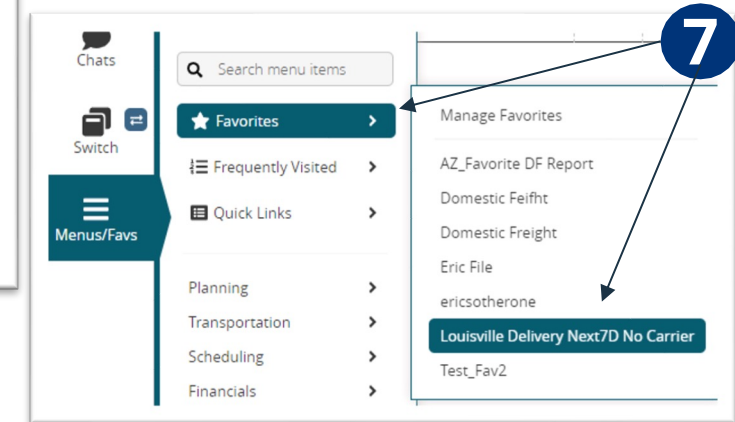 7
Chats
Switch
Menus/Favs
Search menu items
Favorites
Frequently Visited
Quick Links
Planning
Transportation
Scheduling
Financials
Manage Favorites
AZ_Favorite DF Report
Domestic Feifht
Domestic Freight
Eric File
ericsotherone
Louisville Delivery Next7D No Carrier
Test_Fav2